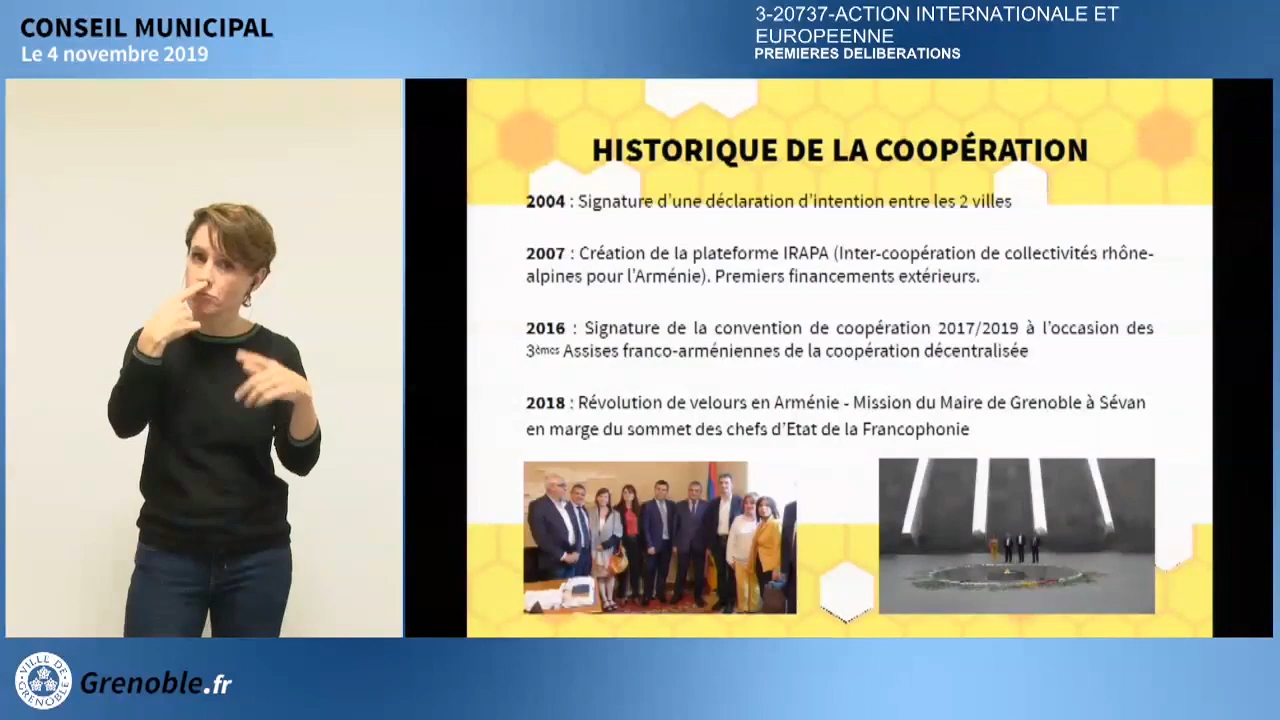 CONSEIL MUNICIPAL
Le 4 novembre 2019
3-20737-ACTION INTERNATIONALE ET
EUROPEENNE
PREMIERES DELIBERATIONS
HISTORIQUE DE LA COOPÉRATION
2004 : Signature d'une déclaration d'intention entre les 2 villes
2007 : Création de la plateforme IRAPA (Inter-coopération de collectivités rhône-
alpines pour l'Arménie). Premiers financements extérieurs.
2016 : Signature de la convention de coopération 2017/2019 à l'occasion des
3èmes Assises franco-arméniennes de la coopération décentralisée
2018 : Révolution de velours en Arménie - Mission du Maire de Grenoble à Sévan
en marge du sommet des chefs d'Etat de la Francophonie
VILLE DE
GRENOBLE
Grenoble.fr